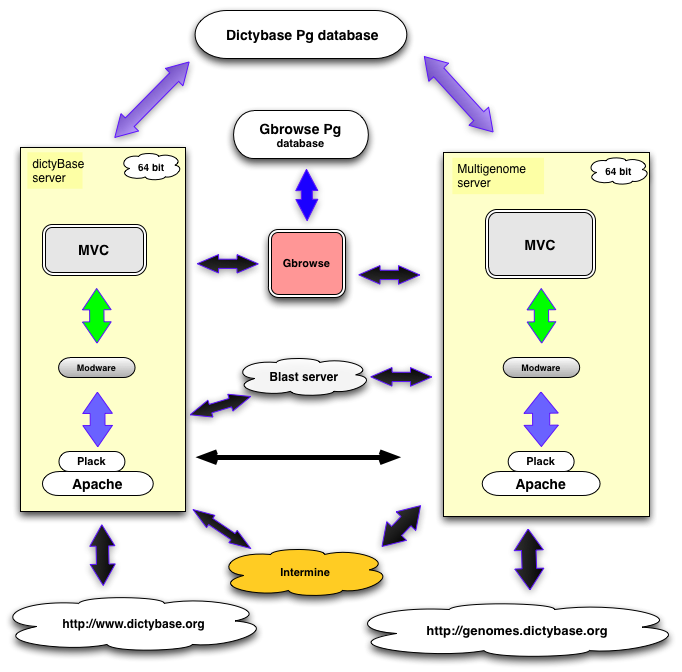 Dictybase Pg database
Gbrowse Pg
database
dictyBase
server
64 bit
Multigenome
server
64 bit
MVC
MVC
Gbrowse
Modware
Blast server
Modware
Plack
Apache
Plack
Apache
Intermine
http://www.dictybase.org
http://genomes.dictybase.org